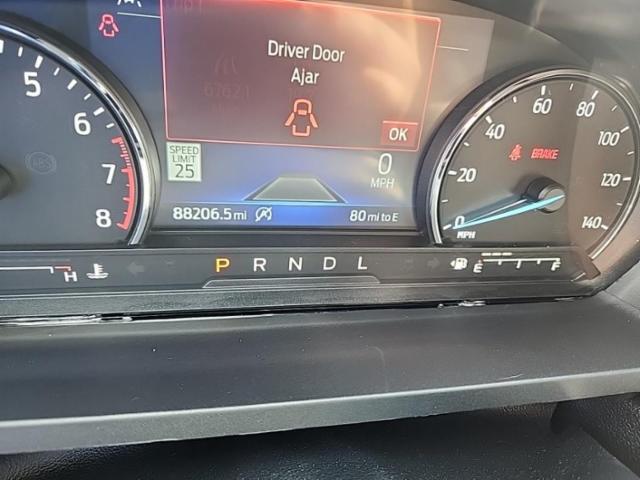 Driver Door
Ajar
OK
SPEED
LIMIT
25
0
MPH
88206.5 mi
80 mi to E
5
6
7
8
0
20
40
60
80
100
120
140
BRAKE
MPH
H
P R N D L
E
F